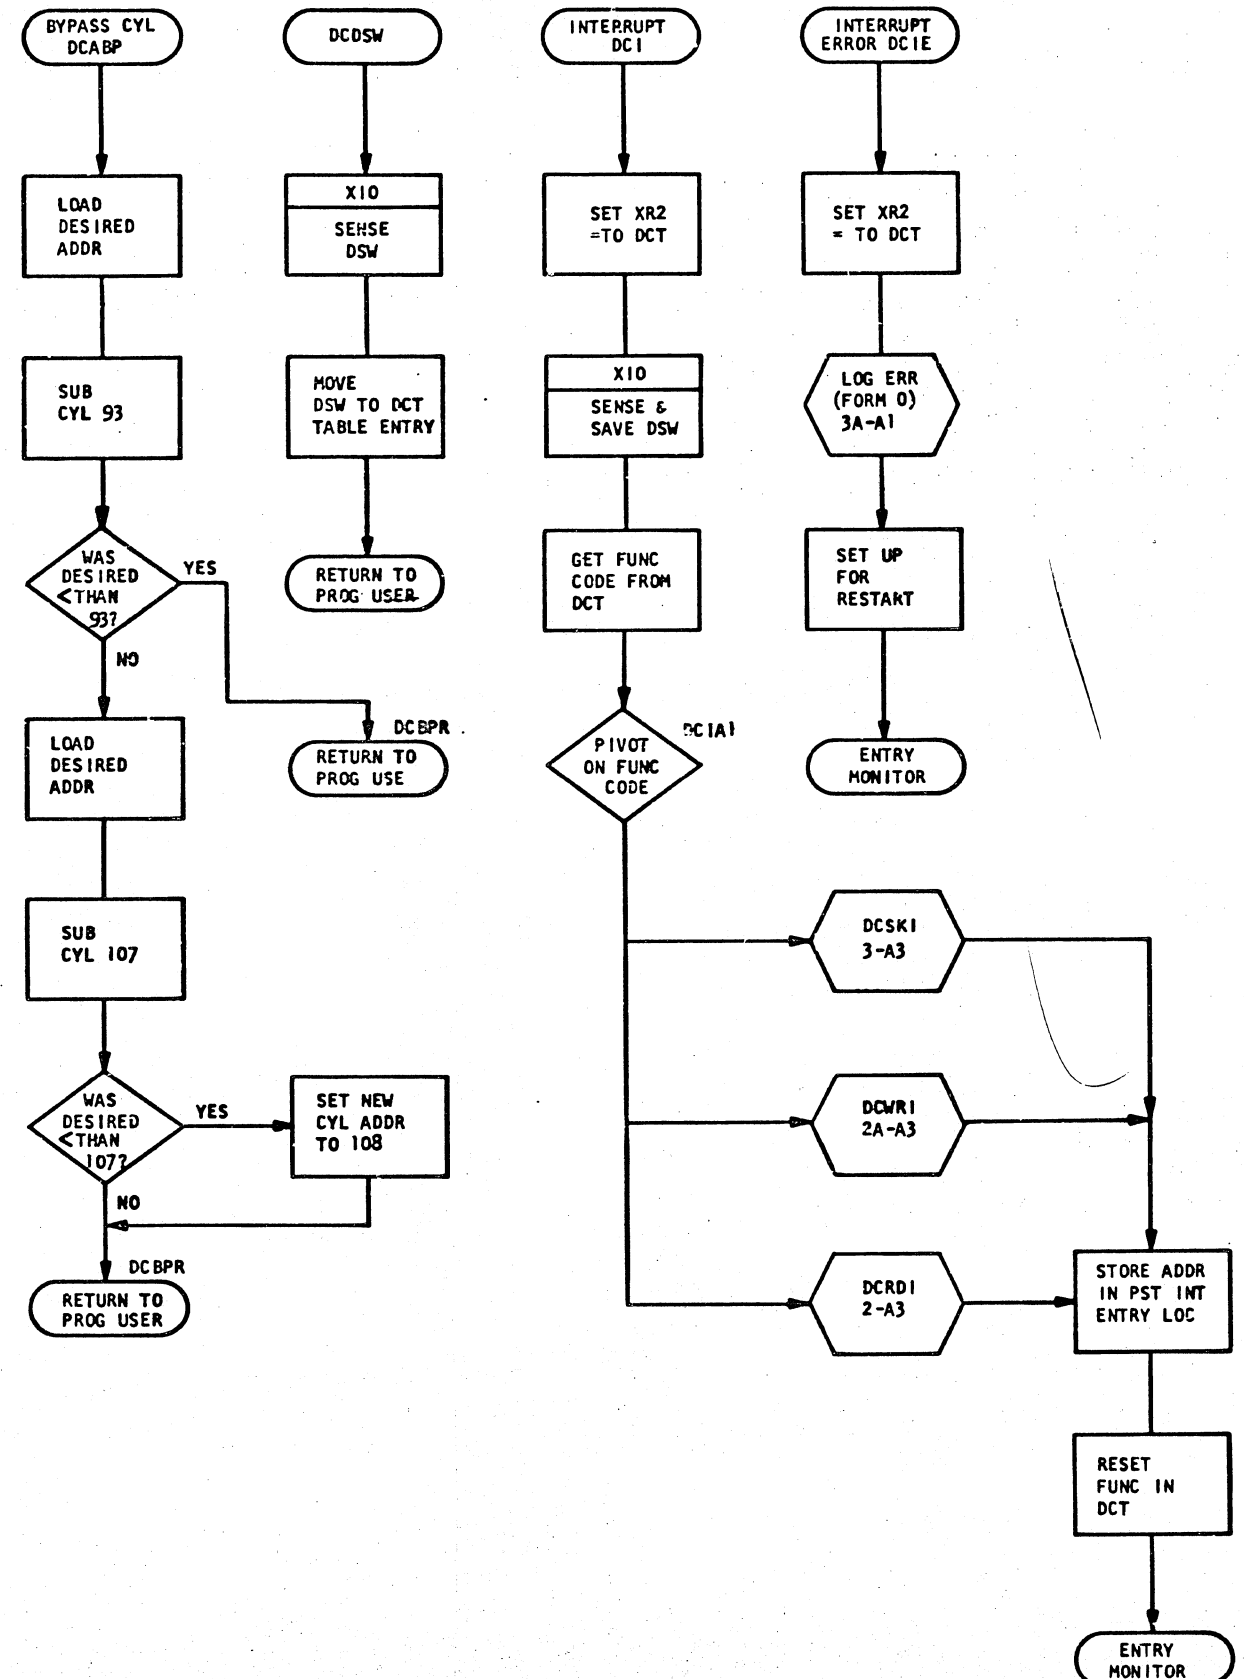 BYPASS CYL
DCABP
LOAD
DESIRED
ADDR
SUB
CYL 93
WAS
DESIRED
<THAN
93?
YES
NO
LOAD
DESIRED
ADDR
SUB
CYL 107
WAS
DESIRED
<THAN
107?
YES
SET NEW
CYL ADDR
TO 108
NO
DCBPR
RETURN TO
PROG USER
DCDSW
XIO
SENSE
DSW
MOVE
DSW TO DCT
TABLE ENTRY
RETURN TO
PROG USER
DCBPR
RETURN TO
PROG USE
INTERRUPT
DCI
SET XR2
=TO DCT
XIO
SENSE &
SAVE DSW
GET FUNC
CODE FROM
DCT
DCIA1
PIVOT
ON FUNC
CODE
INTERRUPT
ERROR DCIE
SET XR2
= TO DCT
LOG ERR
(FORM 0)
3A-A1
SET UP
FOR
RESTART
ENTRY
MONITOR
DCSK1
3-A3
DCWR1
2A-A3
DCRD1
2-A3
STORE ADDR
IN PST INT
ENTRY LOC
RESET
FUNC IN
DCT
ENTRY
MONITOR